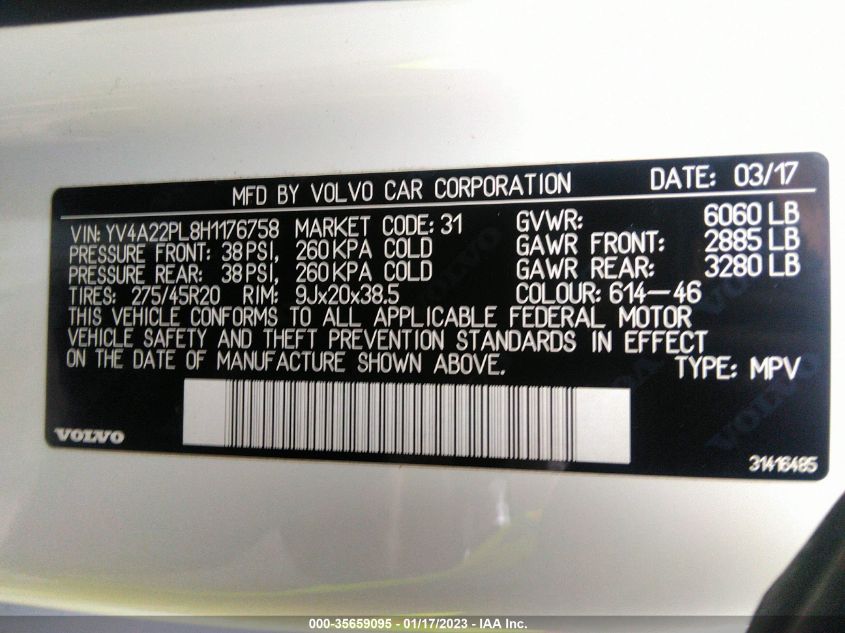 MFD BY VOLVO CAR CORPORATION DATE: 03/17
VIN: YV4A22PL8H1176758 MARKET CODE: 31 GVWR: 6060 LB
PRESSURE FRONT: 38 PSI, 260 KPA COLD GAWR FRONT: 2885 LB
PRESSURE REAR: 38 PSI, 260 KPA COLD GAWR REAR: 3280 LB
TIRES: 275/45R20 RIM: 9Jx20x38.5 COLOUR: 614-46
THIS VEHICLE CONFORMS TO ALL APPLICABLE FEDERAL MOTOR
VEHICLE SAFETY AND THEFT PREVENTION STANDARDS IN EFFECT
ON THE DATE OF MANUFACTURE SHOWN ABOVE. TYPE: MPV
VOLVO
31416485
000-35659095 - 01/17/2023 - IAA Inc.